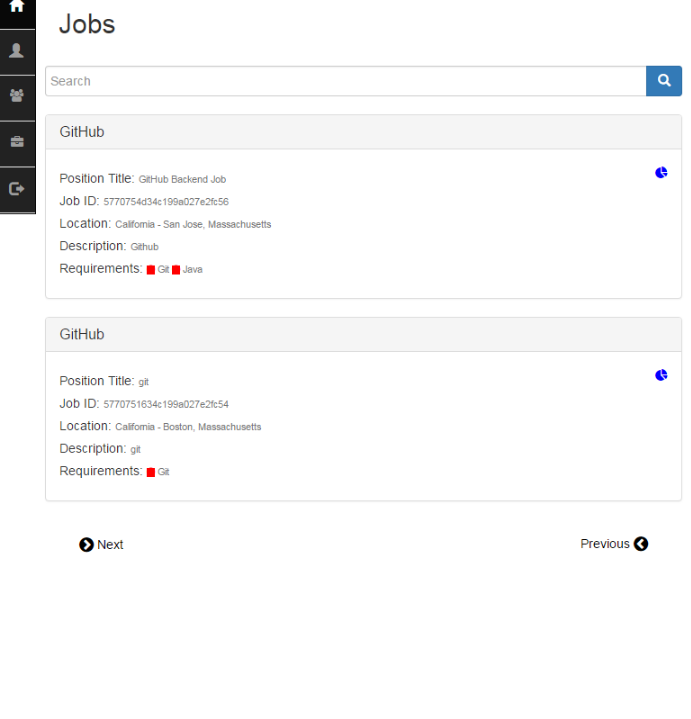 Jobs
Search
GitHub
Position Title: GitHub Backend Job
Job ID: 5770754d34c199a027e2fc56
Location: California - San Jose, Massachusetts
Description: Github
Requirements: Git Java
GitHub
Position Title: git
Job ID: 5770751634c199a027e2fc54
Location: California - Boston, Massachusetts
Description: git
Requirements: Git
Next
Previous